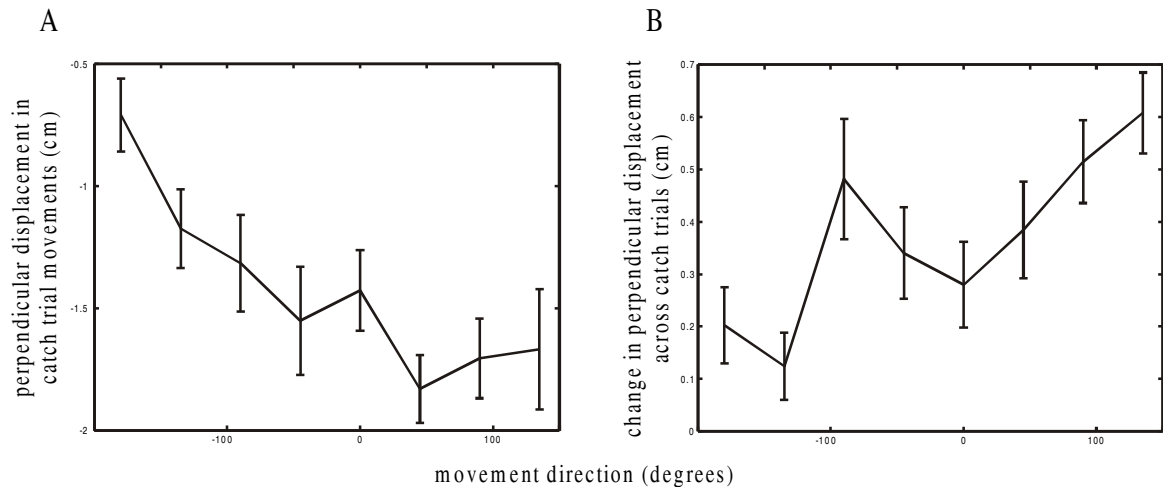 A
perpendicular displacement in
catch trial movements (cm)
-0.5
-1
-1.5
-2
-100
0
100
B
change in perpendicular displacement
across catch trials (cm)
0.7
0.6
0.5
0.4
0.3
0.2
0.1
0
-100
0
100
movement direction (degrees)